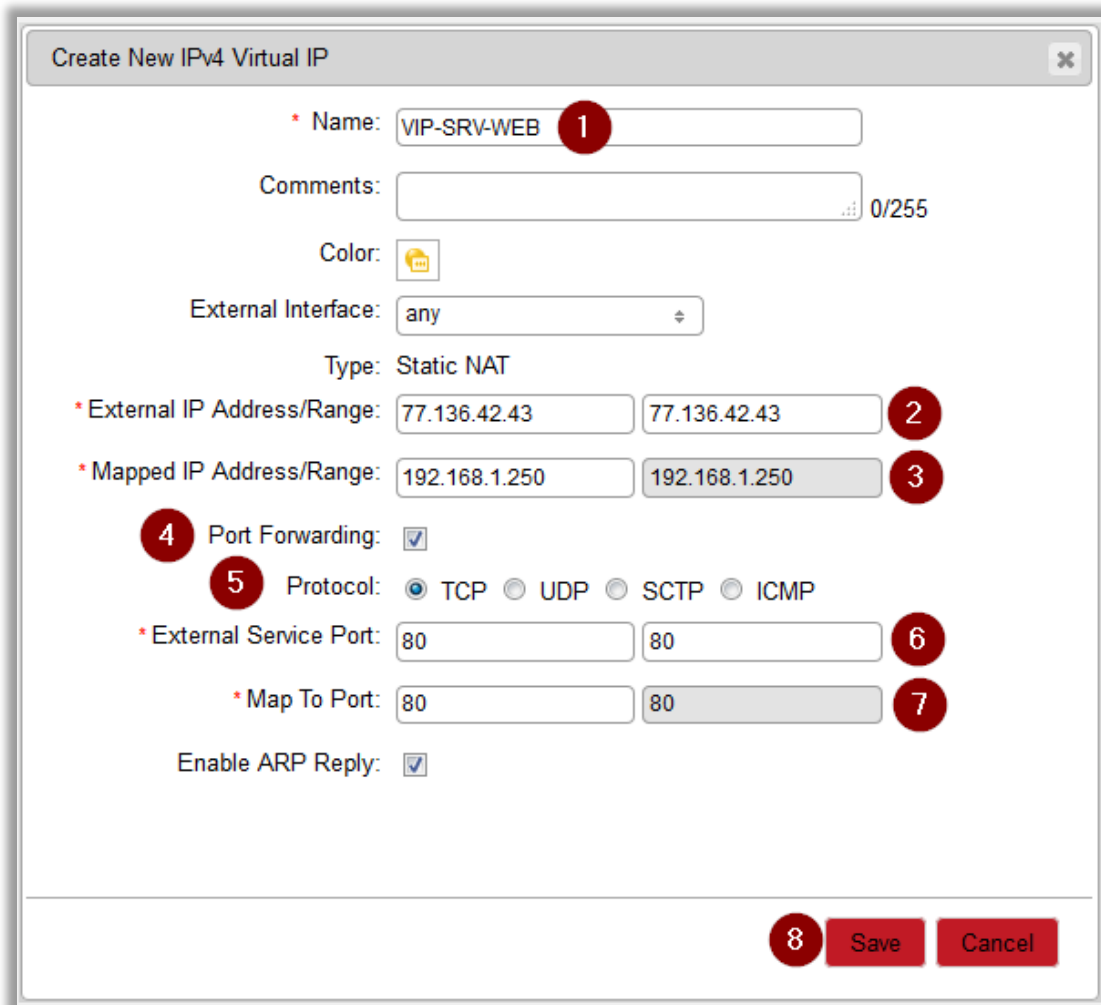 Create New IPv4 Virtual IP
* Name: VIP-SRV-WEB 1
Comments: 0/255
Color:
External Interface: any
Type: Static NAT
* External IP Address/Range: 77.136.42.43 77.136.42.43 2
* Mapped IP Address/Range: 192.168.1.250 192.168.1.250 3
4 Port Forwarding:
5 Protocol: TCP UDP SCTP ICMP
* External Service Port: 80 80 6
* Map To Port: 80 80 7
Enable ARP Reply:
8 Save Cancel